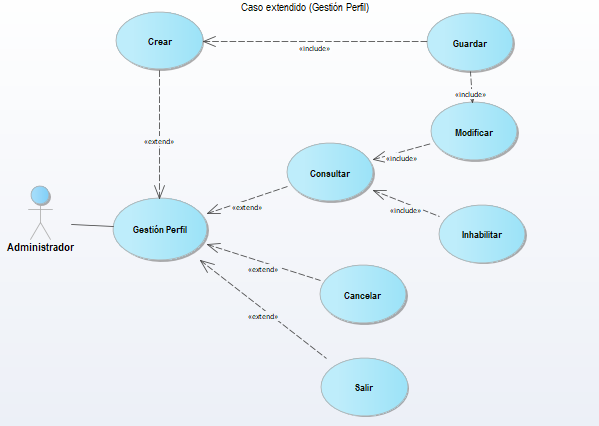 Caso extendido (Gestión Perfil)
Crear
Guardar
«include»
«include»
Modificar
«extend»
«include»
Consultar
«include»
«extend»
Gestión Perfil
Inhabilitar
Administrador
«extend»
Cancelar
«extend»
Salir